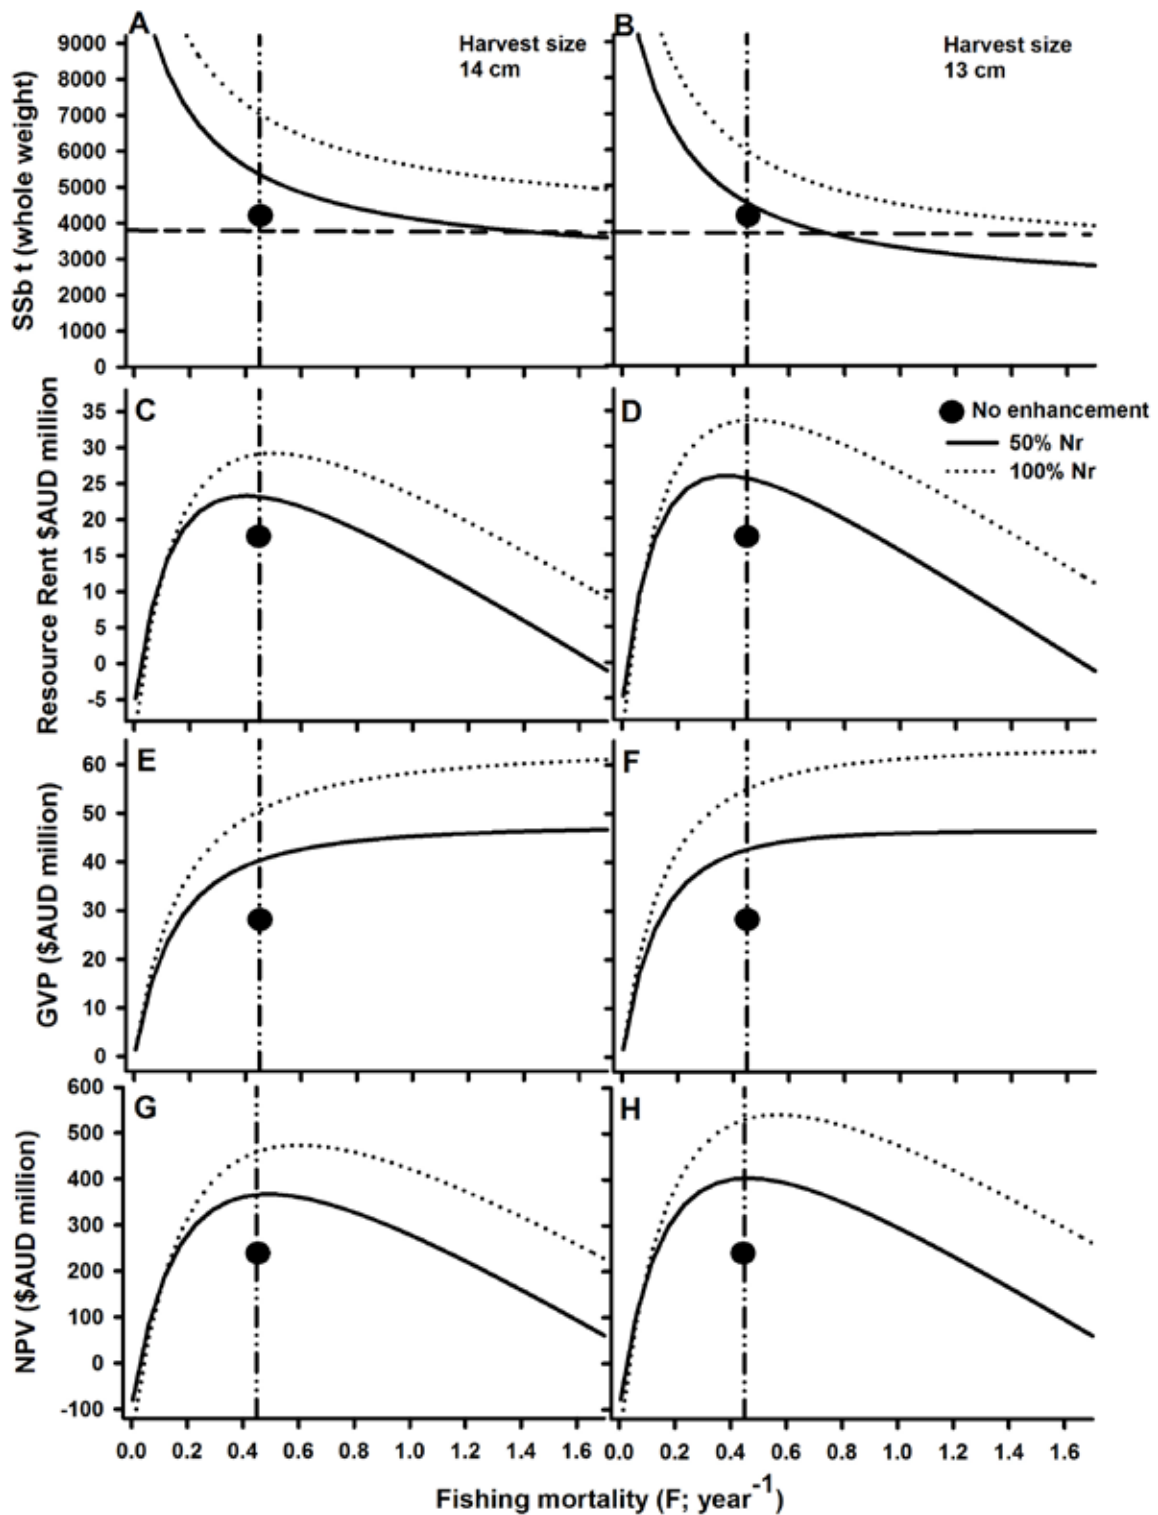 A
B
Harvest size
14 cm
Harvest size
13 cm
SSb t (whole weight)
9000
8000
7000
6000
5000
4000
3000
2000
1000
0
C
D
No enhancement
50% Nr
100% Nr
Resource Rent $AUD million
35
30
25
20
15
10
5
0
-5
E
F
GVP ($AUD million)
60
50
40
30
20
10
0
G
H
NPV ($AUD million)
600
500
400
300
200
100
0
-100
0.0 0.2 0.4 0.6 0.8 1.0 1.2 1.4 1.6
0.0 0.2 0.4 0.6 0.8 1.0 1.2 1.4 1.6
Fishing mortality (F; year-1)